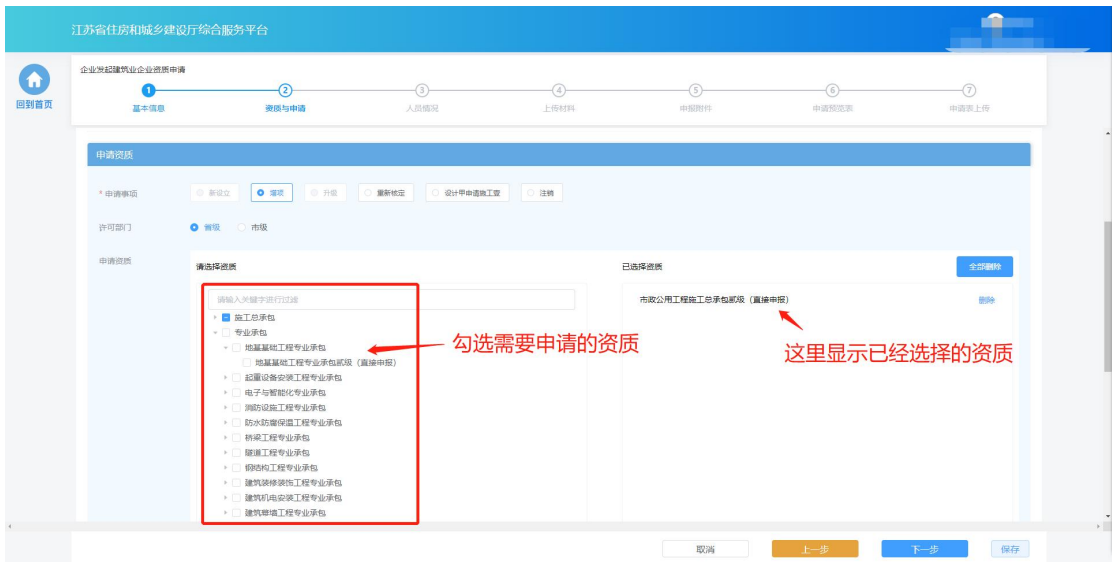 江苏省住房和城乡建设厅综合服务平台
回到首页
企业发起建筑业企业资质申请
1 2 3 4 5 6 7
基本信息 资质与申请 人员情况 上传材料 申报附件 申请预览表 申请表上传
申请资质
* 申请事项 新设立 增项 升级 重新核定 设计甲申请施工壹 注销
许可部门 省级 市级
申请资质 请选择资质 已选择资质 全部删除
请输入关键字进行过滤
市政公用工程施工总承包贰级（直接申报） 删除
施工总承包
专业承包
地基基础工程专业承包
勾选需要申请的资质
这里显示已经选择的资质
地基基础工程专业承包贰级（直接申报）
起重设备安装工程专业承包
电子与智能化专业承包
消防设施工程专业承包
防水防腐保温工程专业承包
桥梁工程专业承包
隧道工程专业承包
钢结构工程专业承包
建筑装修装饰工程专业承包
建筑机电安装工程专业承包
建筑幕墙工程专业承包
取消 上一步 下一步 保存